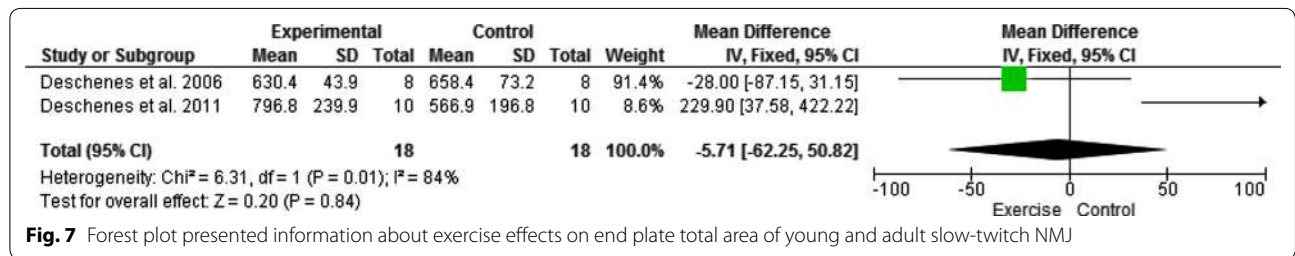 Experimental Control Mean Difference Mean Difference
Study or Subgroup Mean SD Total Mean SD Total Weight IV, Fixed, 95% CI IV, Fixed, 95% CI
Deschenes et al. 2006 630.4 43.9 8 658.4 73.2 8 91.4% -28.00 [-87.15, 31.15]
Deschenes et al. 2011 796.8 239.9 10 566.9 196.8 10 8.6% 229.90 [37.58, 422.22]
Total (95% CI) 18 18 100.0% -5.71 [-62.25, 50.82]
Heterogeneity: Chi² = 6.31, df = 1 (P = 0.01); I² = 84%
Test for overall effect: Z = 0.20 (P = 0.84)
-100 -50 0 50 100
Exercise Control
Fig. 7 Forest plot presented information about exercise effects on end plate total area of young and adult slow-twitch NMJ